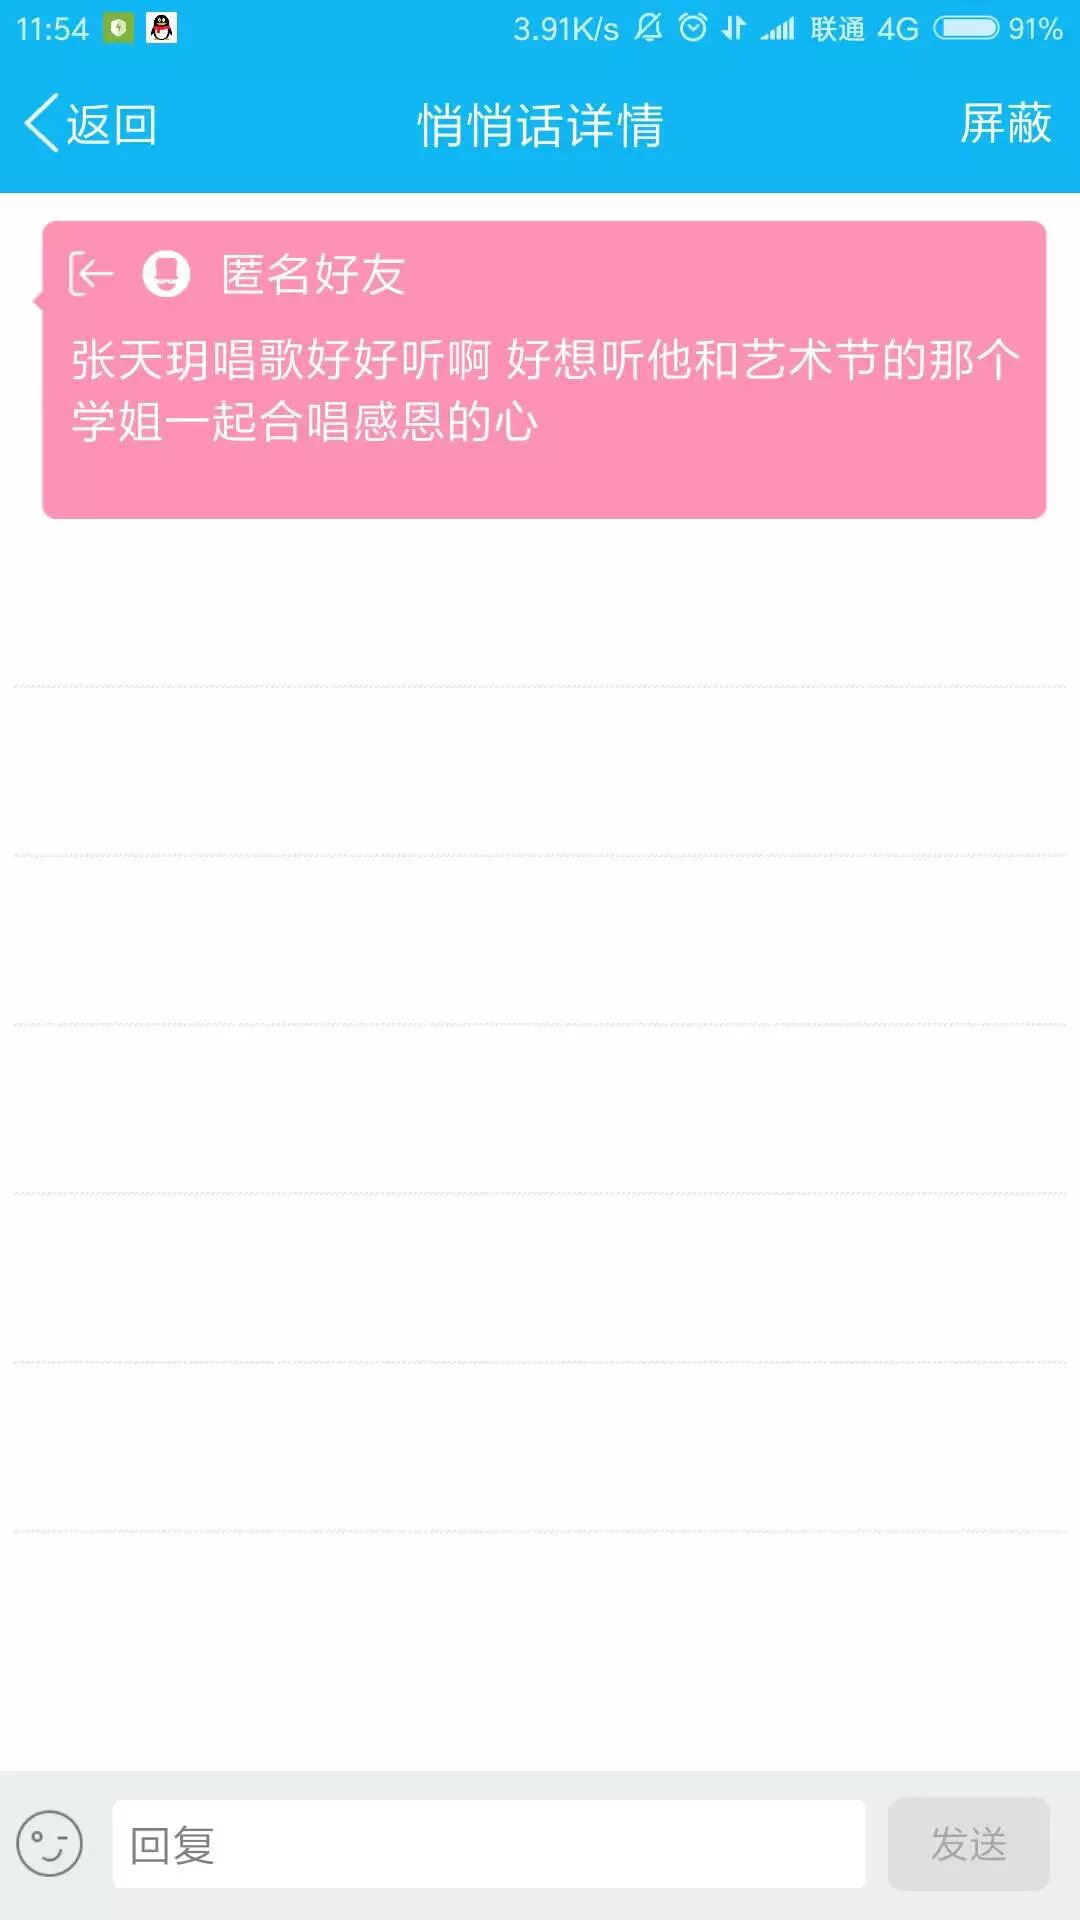 11:54 3.91K/s 联通 4G 91%
返回 悄悄话详情 屏蔽
匿名好友
张天玥唱歌好好听啊 好想听他和艺术节的那个
学姐一起合唱感恩的心
回复 发送